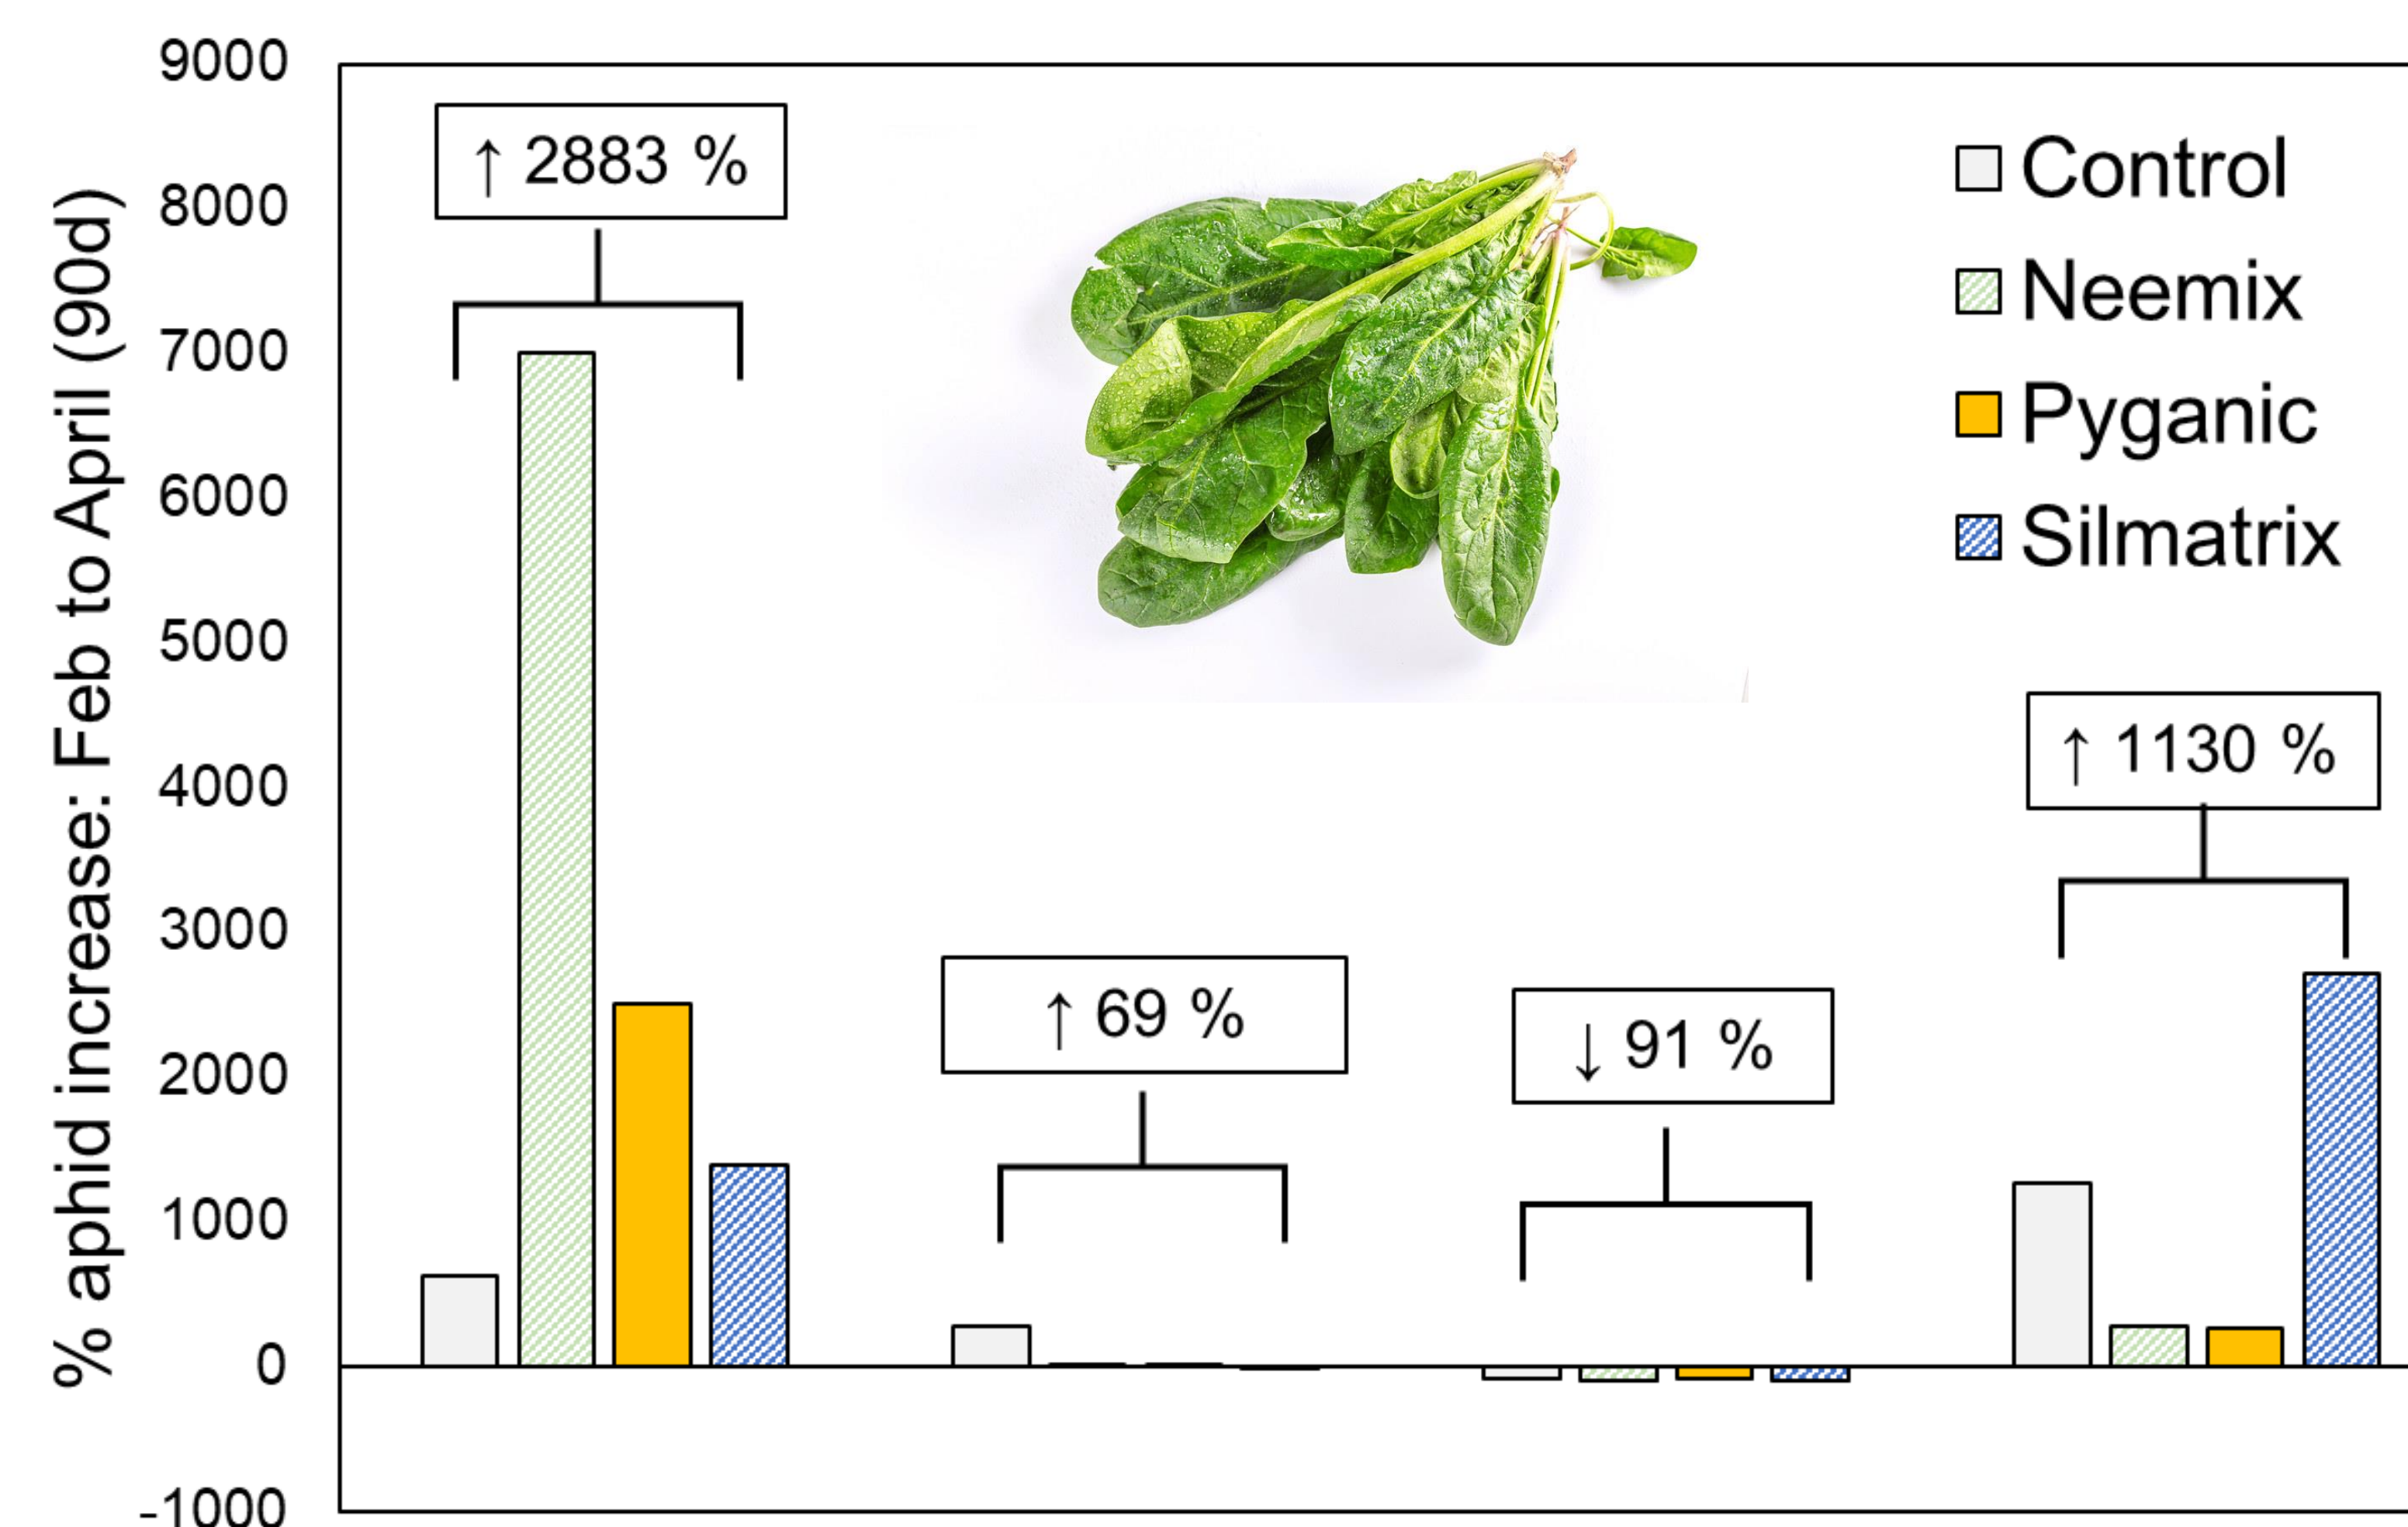 % aphid increase: Feb to April (90d)
9000
8000
7000
6000
5000
4000
3000
2000
1000
0
-1000
↑ 2883 %
↑ 69 %
↓ 91 %
↑ 1130 %
Control
Neemix
Pyganic
Silmatrix